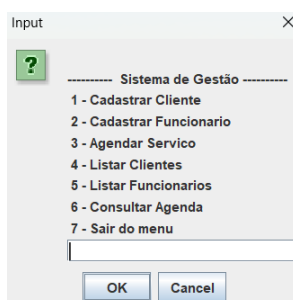 Input
---------- Sistema de Gestão ----------
1 - Cadastrar Cliente
2 - Cadastrar Funcionario
3 - Agendar Servico
4 - Listar Clientes
5 - Listar Funcionarios
6 - Consultar Agenda
7 - Sair do menu
OK Cancel